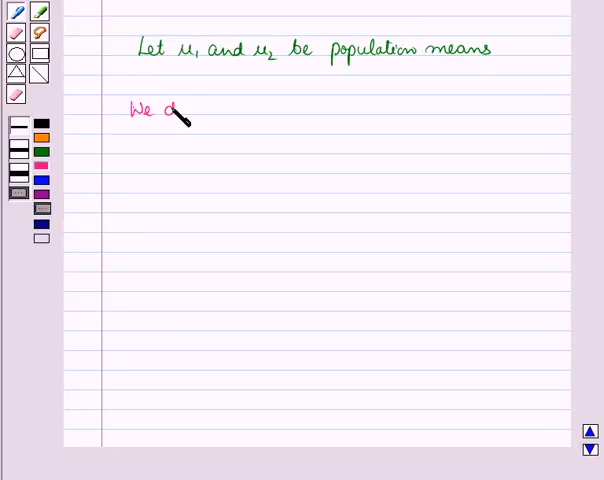 Let u₁ and u₂ be population means
We d